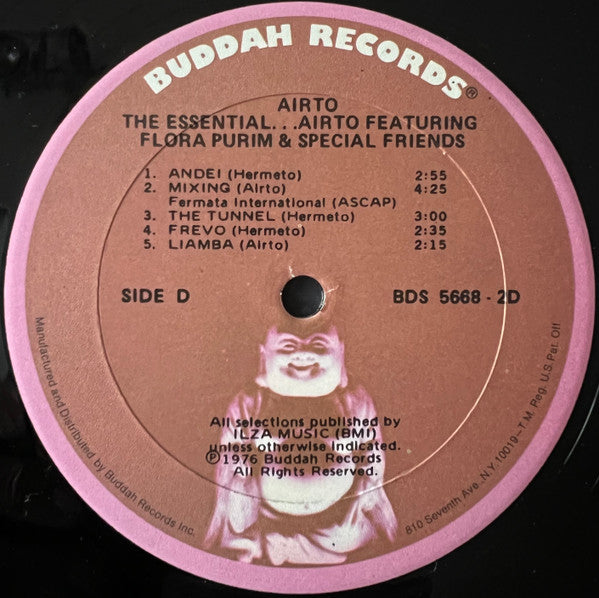 BUDDAH RECORDS®
AIRTO
THE ESSENTIAL...AIRTO FEATURING
FLORA PURIM & SPECIAL FRIENDS
1. ANDEI (Hermeto) 2:55
2. MIXING (Airto) 4:25
Fermata International (ASCAP)
3. THE TUNNEL (Hermeto) 3:00
4. FREVO (Hermeto) 2:35
5. LIAMBA (Airto) 2:15
SIDE D BDS 5668-2D
All selections published by
ILZA MUSIC (BMI)
unless otherwise indicated.
℗1976 Buddah Records
All Rights Reserved.
Manufactured and Distributed by Buddah Records Inc.
810 Seventh Ave., N.Y. 10019-T.M. Reg. U.S. Pat. Off